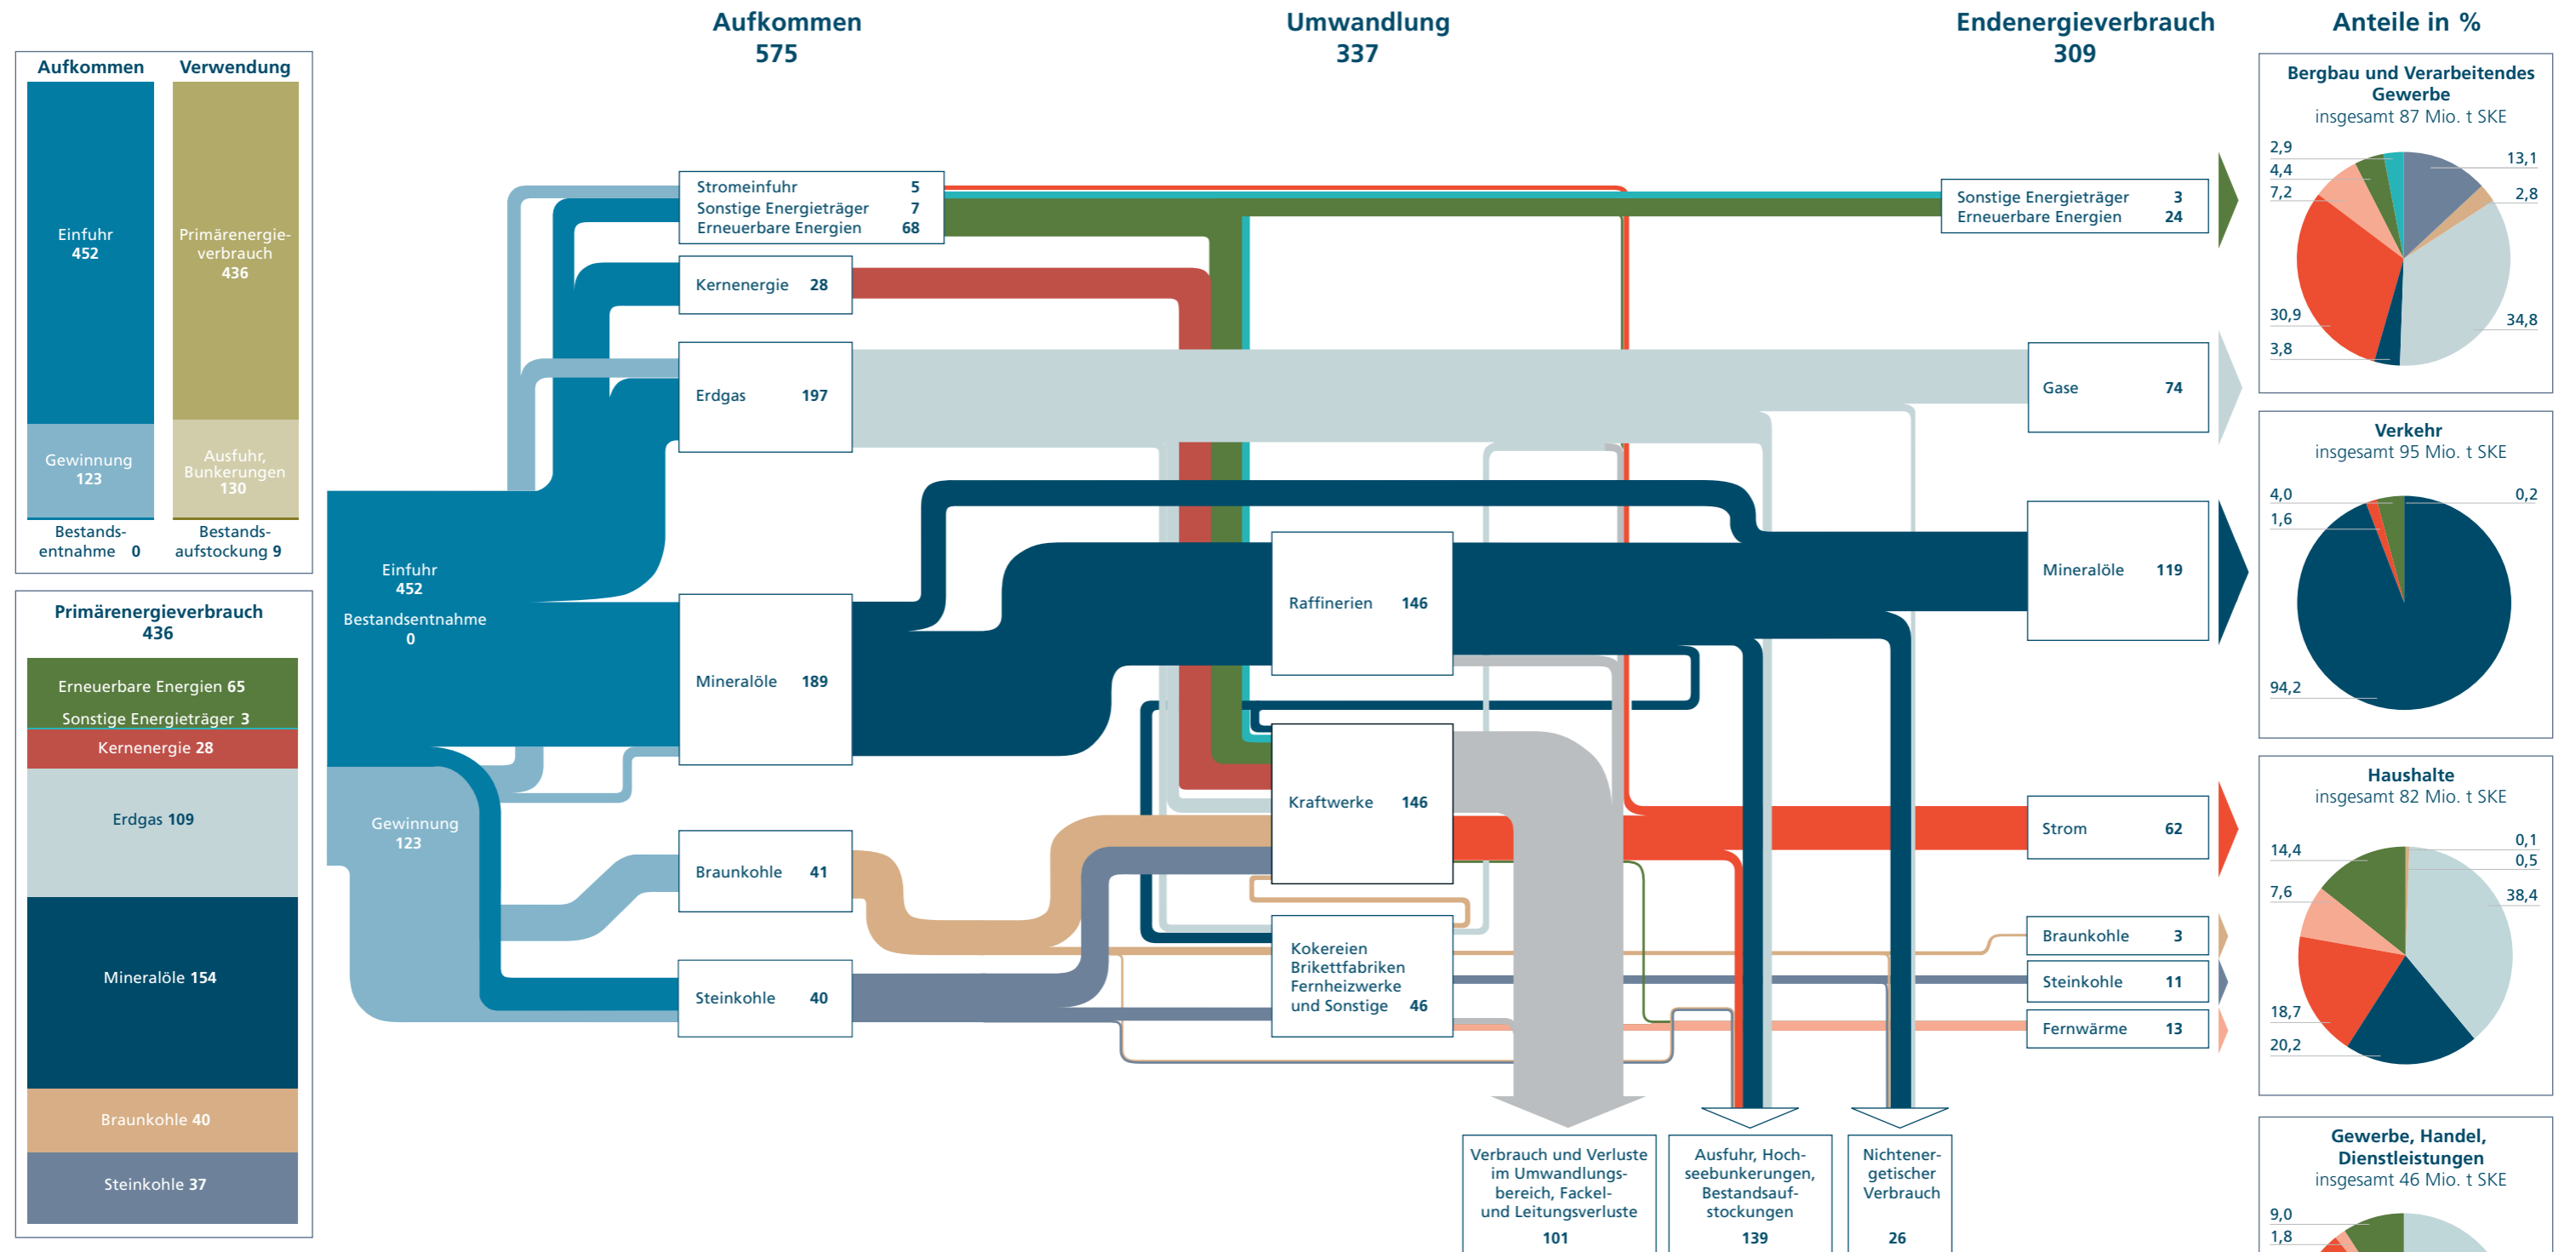 Aufkommen
575
Umwandlung
337
Endenergieverbrauch
309
Anteile in %
Aufkommen
Verwendung
Einfuhr
452
Primärenergie-
verbrauch
436
Gewinnung
123
Ausfuhr,
Bunkerungen
130
Bestands-
entnahme 0
Bestands-
aufstockung 9
Primärenergieverbrauch
436
Erneuerbare Energien 65
Sonstige Energieträger 3
Kernenergie 28
Erdgas 109
Mineralöle 154
Braunkohle 40
Steinkohle 37
Einfuhr
452
Bestandsentnahme
0
Gewinnung
123
Stromeinfuhr 5
Sonstige Energieträger 7
Erneuerbare Energien 68
Kernenergie 28
Erdgas 197
Mineralöle 189
Braunkohle 41
Steinkohle 40
Raffinerien 146
Kraftwerke 146
Kokereien
Brikettfabriken
Fernheizwerke
und Sonstige 46
Sonstige Energieträger 3
Erneuerbare Energien 24
Gase 74
Mineralöle 119
Strom 62
Braunkohle 3
Steinkohle 11
Fernwärme 13
Verbrauch und Verluste
im Umwandlungs-
bereich, Fackel-
und Leitungsverluste
101
Ausfuhr, Hoch-
seebunkerungen,
Bestandsauf-
stockungen
139
Nichtener-
getischer
Verbrauch
26
Bergbau und Verarbeitendes
Gewerbe
insgesamt 87 Mio. t SKE
2,9
4,4
7,2
30,9
3,8
13,1
2,8
34,8
Verkehr
insgesamt 95 Mio. t SKE
4,0
1,6
94,2
0,2
Haushalte
insgesamt 82 Mio. t SKE
14,4
7,6
18,7
20,2
0,1
0,5
38,4
Gewerbe, Handel,
Dienstleistungen
insgesamt 46 Mio. t SKE
9,0
1,8